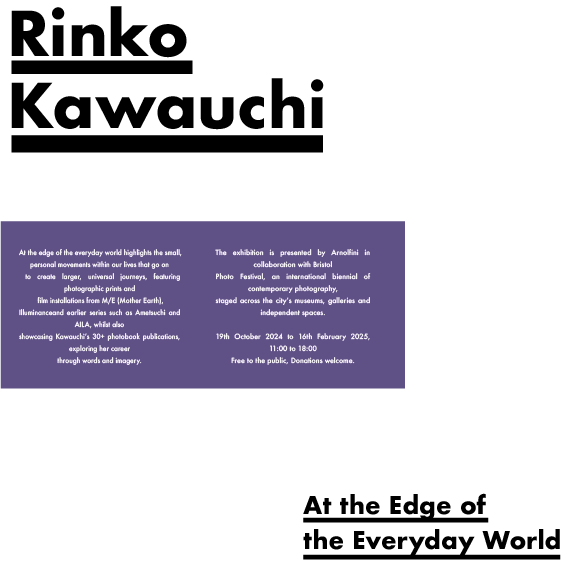 Rinko
Kawauchi
At the edge of the everyday world highlights the small,
personal movements within our lives that go on
to create larger, universal journeys, featuring
photographic prints and
film installations from M/E (Mother Earth),
Illuminanceand earlier series such as Ametsuchi and
AILA, whilst also
showcasing Kawauchi's 30+ photobook publications,
exploring her career
through words and imagery.
The exhibition is presented by Arnolfini in
collaboration with Bristol
Photo Festival, an international biennial of
contemporary photography,
staged across the city's museums, galleries and
independent spaces.
19th October 2024 to 16th February 2025,
11:00 to 18:00
Free to the public, Donations welcome.
At the Edge of
the Everyday World